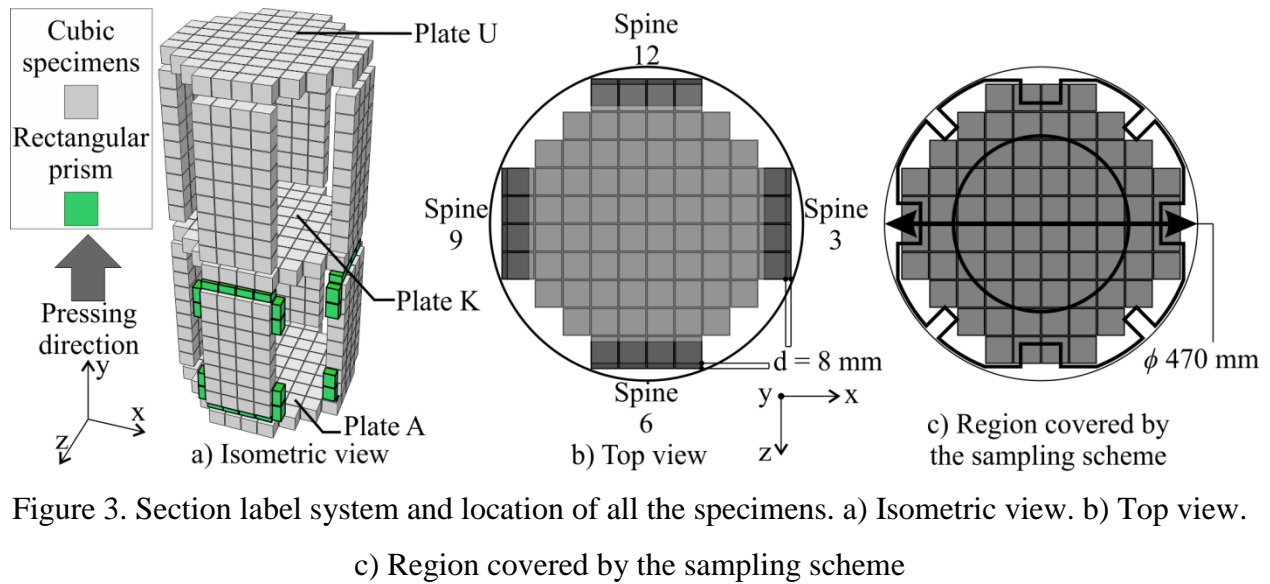 Cubic
specimens
Rectangular
prism
Pressing
direction
y
x
z
Plate U
Plate K
Plate A
a) Isometric view
Spine
12
Spine
9
Spine
3
Spine
6
d = 8 mm
y
x
z
b) Top view
ϕ 470 mm
c) Region covered by
the sampling scheme
Figure 3. Section label system and location of all the specimens. a) Isometric view. b) Top view.
c) Region covered by the sampling scheme